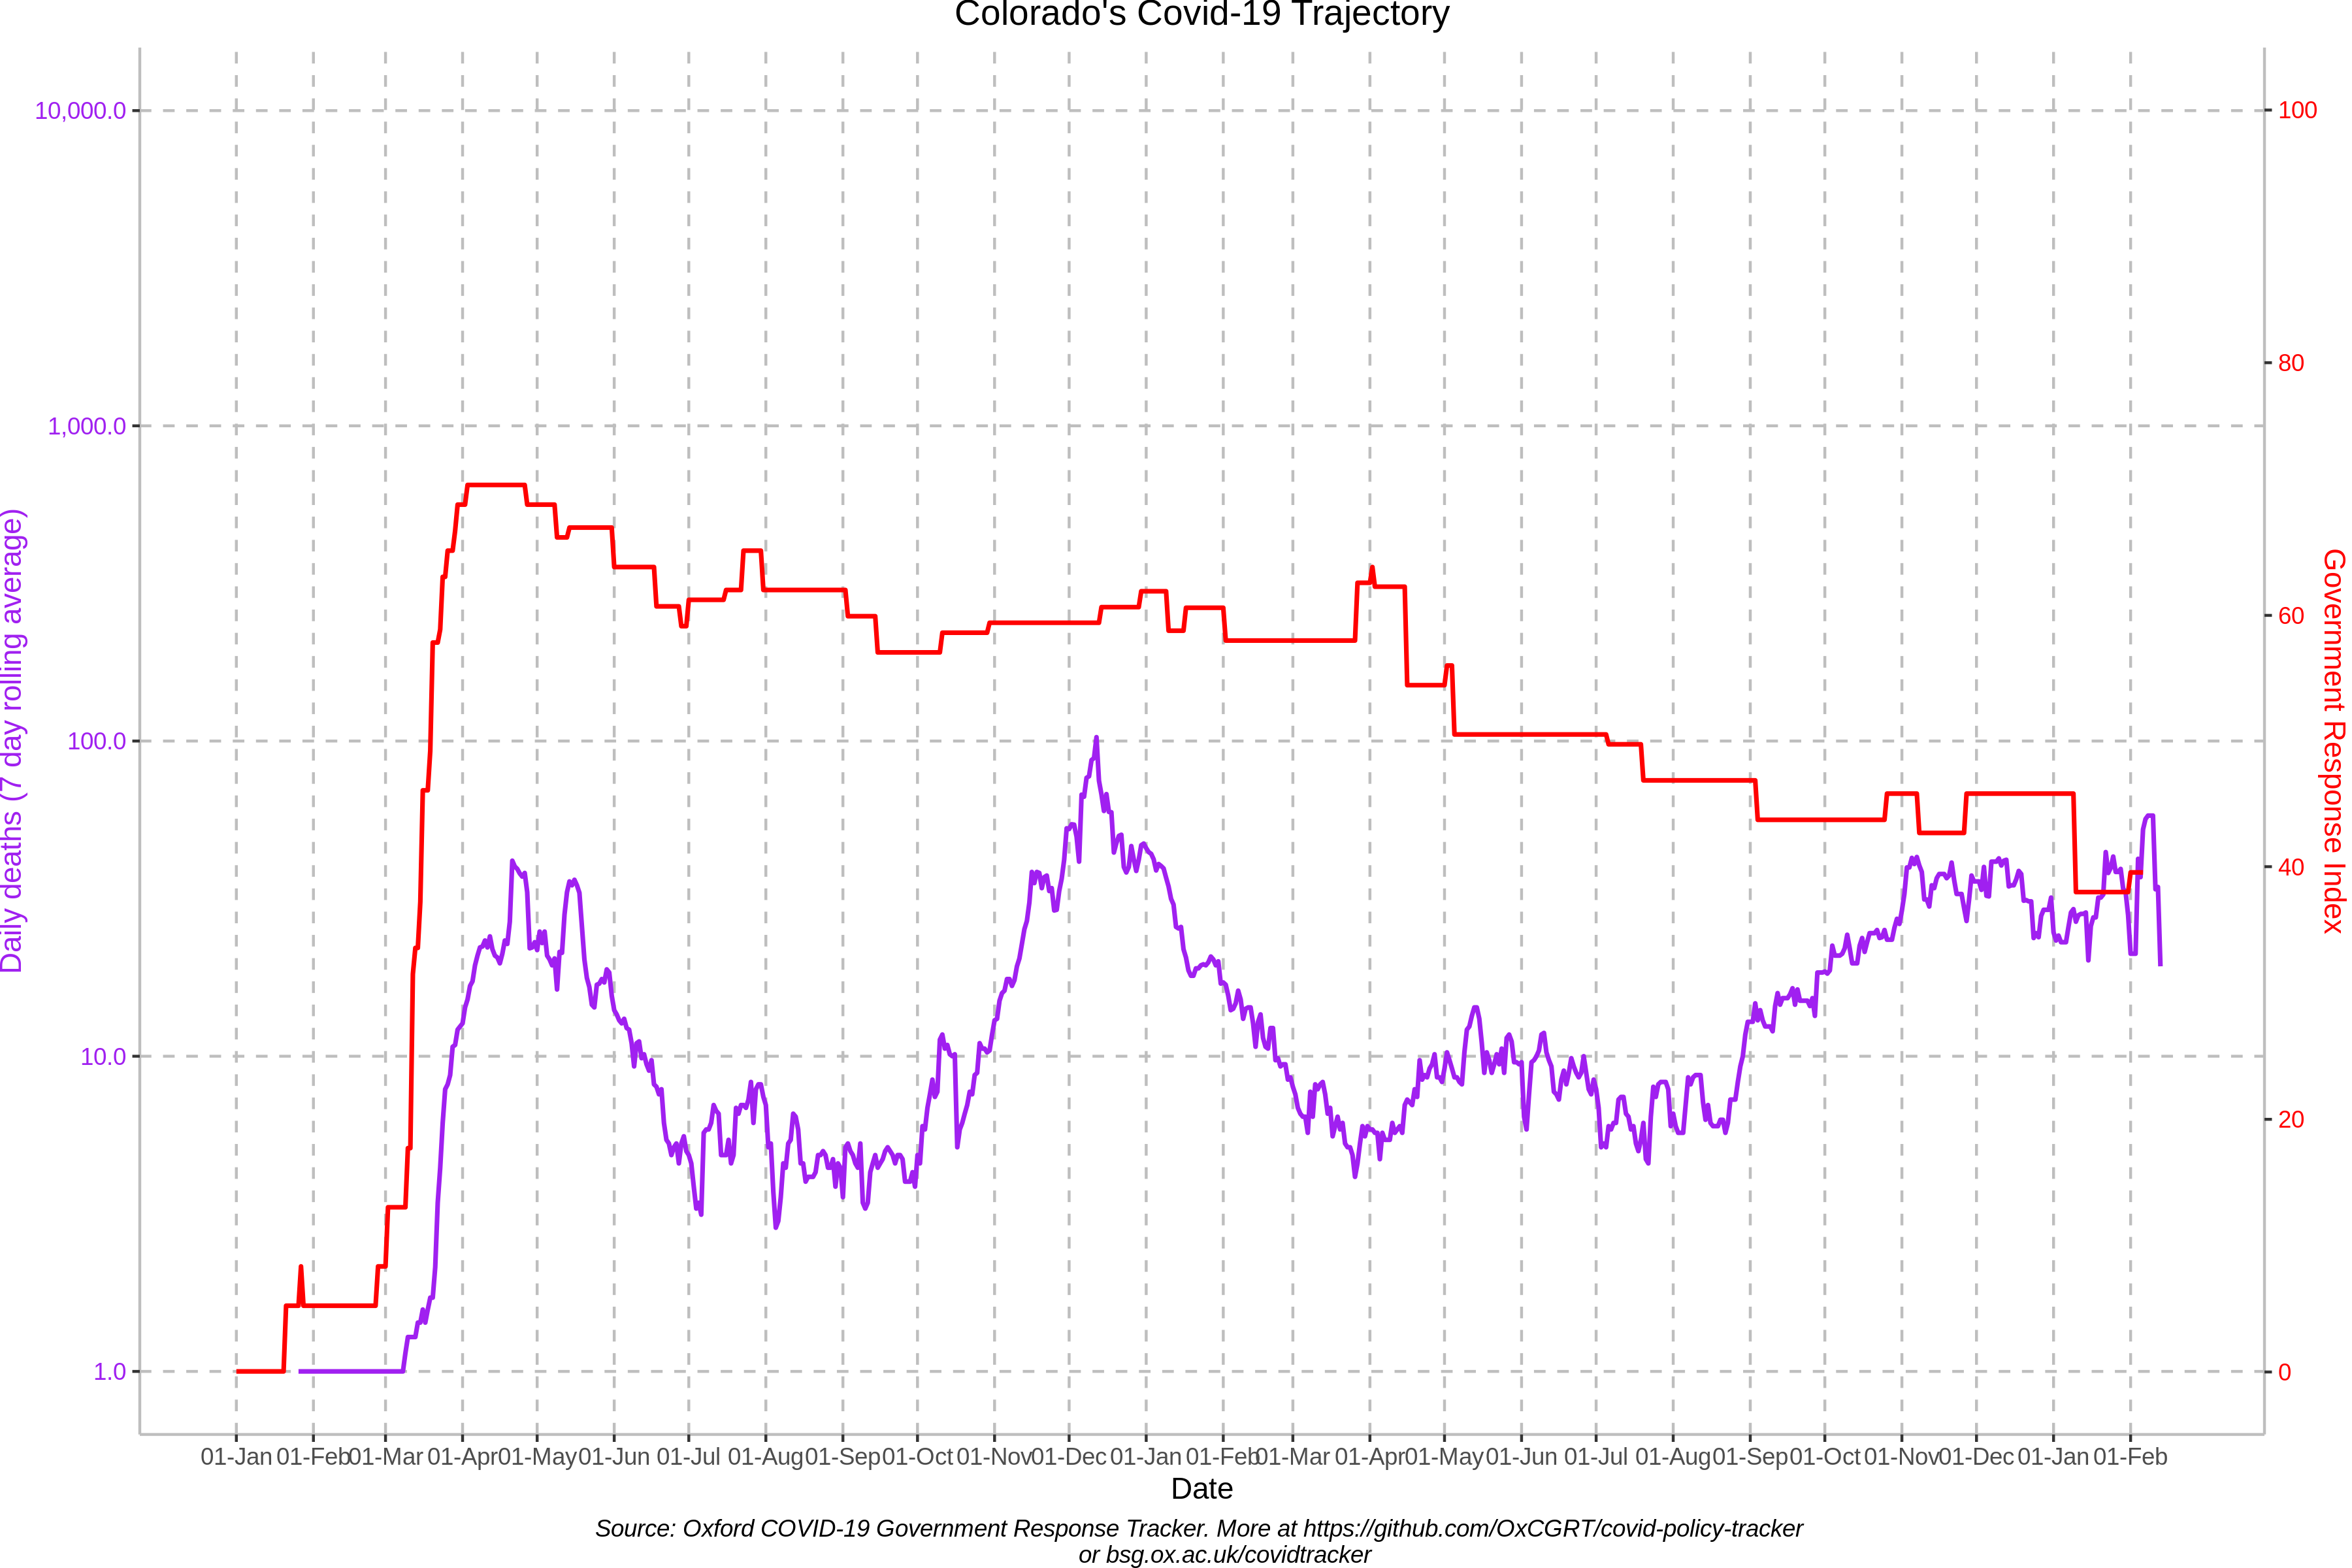 Colorado's Covid-19 Trajectory
10,000.0
1,000.0
100.0
10.0
1.0
Daily deaths (7 day rolling average)
100
80
60
40
20
0
Government Response Index
01-Jan 01-Feb 01-Mar 01-Apr 01-May 01-Jun 01-Jul 01-Aug 01-Sep 01-Oct 01-Nov 01-Dec 01-Jan 01-Feb 01-Mar 01-Apr 01-May 01-Jun 01-Jul 01-Aug 01-Sep 01-Oct 01-Nov 01-Dec 01-Jan 01-Feb
Date
Source: Oxford COVID-19 Government Response Tracker. More at https://github.com/OxCGRT/covid-policy-tracker
or bsg.ox.ac.uk/covidtracker